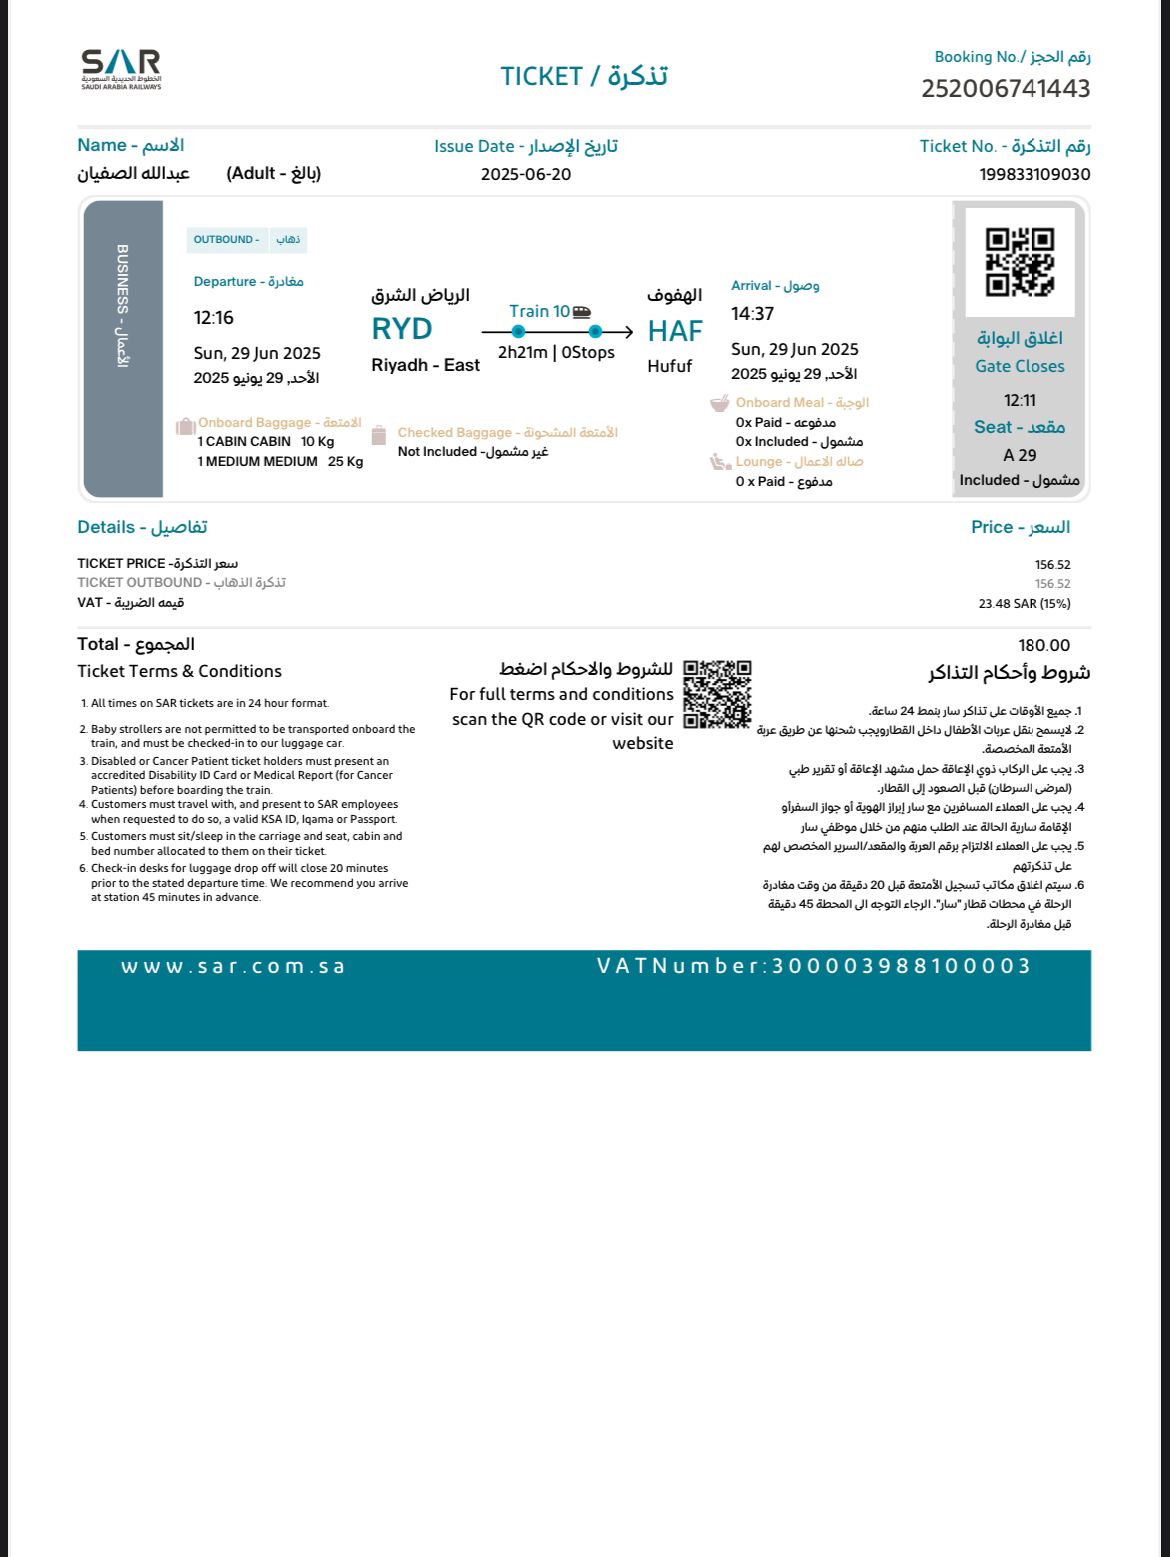 SAR
الخطوط الحديدية السعودية
SAUDI ARABIA RAILWAYS
TICKET / تذكرة
Booking No./ رقم الحجز
252006741443
Name - الاسم
Issue Date - تاريخ الإصدار
Ticket No. - رقم التذكرة
عبدالله الصفيان (Adult - بالغ)
2025-06-20
199833109030
BUSINESS - الأعمال
OUTBOUND - ذهاب
Departure - مغادرة
12:16
Sun, 29 Jun 2025
الأحد, 29 يونيو 2025
الرياض الشرق
RYD
Riyadh - East
Train 10
2h21m | 0Stops
الهفوف
HAF
Hufuf
Arrival - وصول
14:37
Sun, 29 Jun 2025
الأحد, 29 يونيو 2025
Onboard Baggage - الامتعة
1 CABIN CABIN 10 Kg
1 MEDIUM MEDIUM 25 Kg
Checked Baggage - الأمتعة المشحونة
Not Included -غير مشمول
Onboard Meal - الوجبة
0x Paid - مدفوعه
0x Included - مشمول
Lounge - صاله الاعمال
0 x Paid - مدفوع
اغلاق البوابة
Gate Closes
12:11
Seat - مقعد
A 29
Included - مشمول
Details - تفاصيل
Price - السعر
TICKET PRICE -سعر التذكرة
156.52
TICKET OUTBOUND - تذكرة الذهاب
156.52
VAT - قيمه الضريبة
23.48 SAR (15%)
Total - المجموع
180.00
Ticket Terms & Conditions
1. All times on SAR tickets are in 24 hour format.
2. Baby strollers are not permitted to be transported onboard the
train, and must be checked-in to our luggage car.
3. Disabled or Cancer Patient ticket holders must present an
accredited Disability ID Card or Medical Report (for Cancer
Patients) before boarding the train.
4. Customers must travel with, and present to SAR employees
when requested to do so, a valid KSA ID, Iqama or Passport.
5. Customers must sit/sleep in the carriage and seat, cabin and
bed number allocated to them on their ticket.
6. Check-in desks for luggage drop off will close 20 minutes
prior to the stated departure time. We recommend you arrive
at station 45 minutes in advance.
للشروط والاحكام اضغط
For full terms and conditions
scan the QR code or visit our
website
شروط وأحكام التذاكر
1. جميع الأوقات على تذاكر سار بنمط 24 ساعة.
2. لايسمح بنقل عربات الأطفال داخل القطارويجب شحنها عن طريق عربة
الأمتعة المخصصة.
3. يجب على الركاب ذوي الإعاقة حمل مشهد الإعاقة أو تقرير طبي
(لمرضى السرطان) قبل الصعود إلى القطار.
4. يجب على العملاء المسافرين مع سار إبراز الهوية أو جواز السفرأو
الإقامة سارية الحالة عند الطلب منهم من خلال موظفي سار
5. يجب على العملاء الالتزام برقم العربة والمقعد/السرير المخصص لهم
على تذكرتهم
6. سيتم اغلاق مكاتب تسجيل الأمتعة قبل 20 دقيقة من وقت مغادرة
الرحلة في محطات قطار "سار". الرجاء التوجه الى المحطة 45 دقيقة
قبل مغادرة الرحلة.
www.sar.com.sa
VATNumber:300003988100003